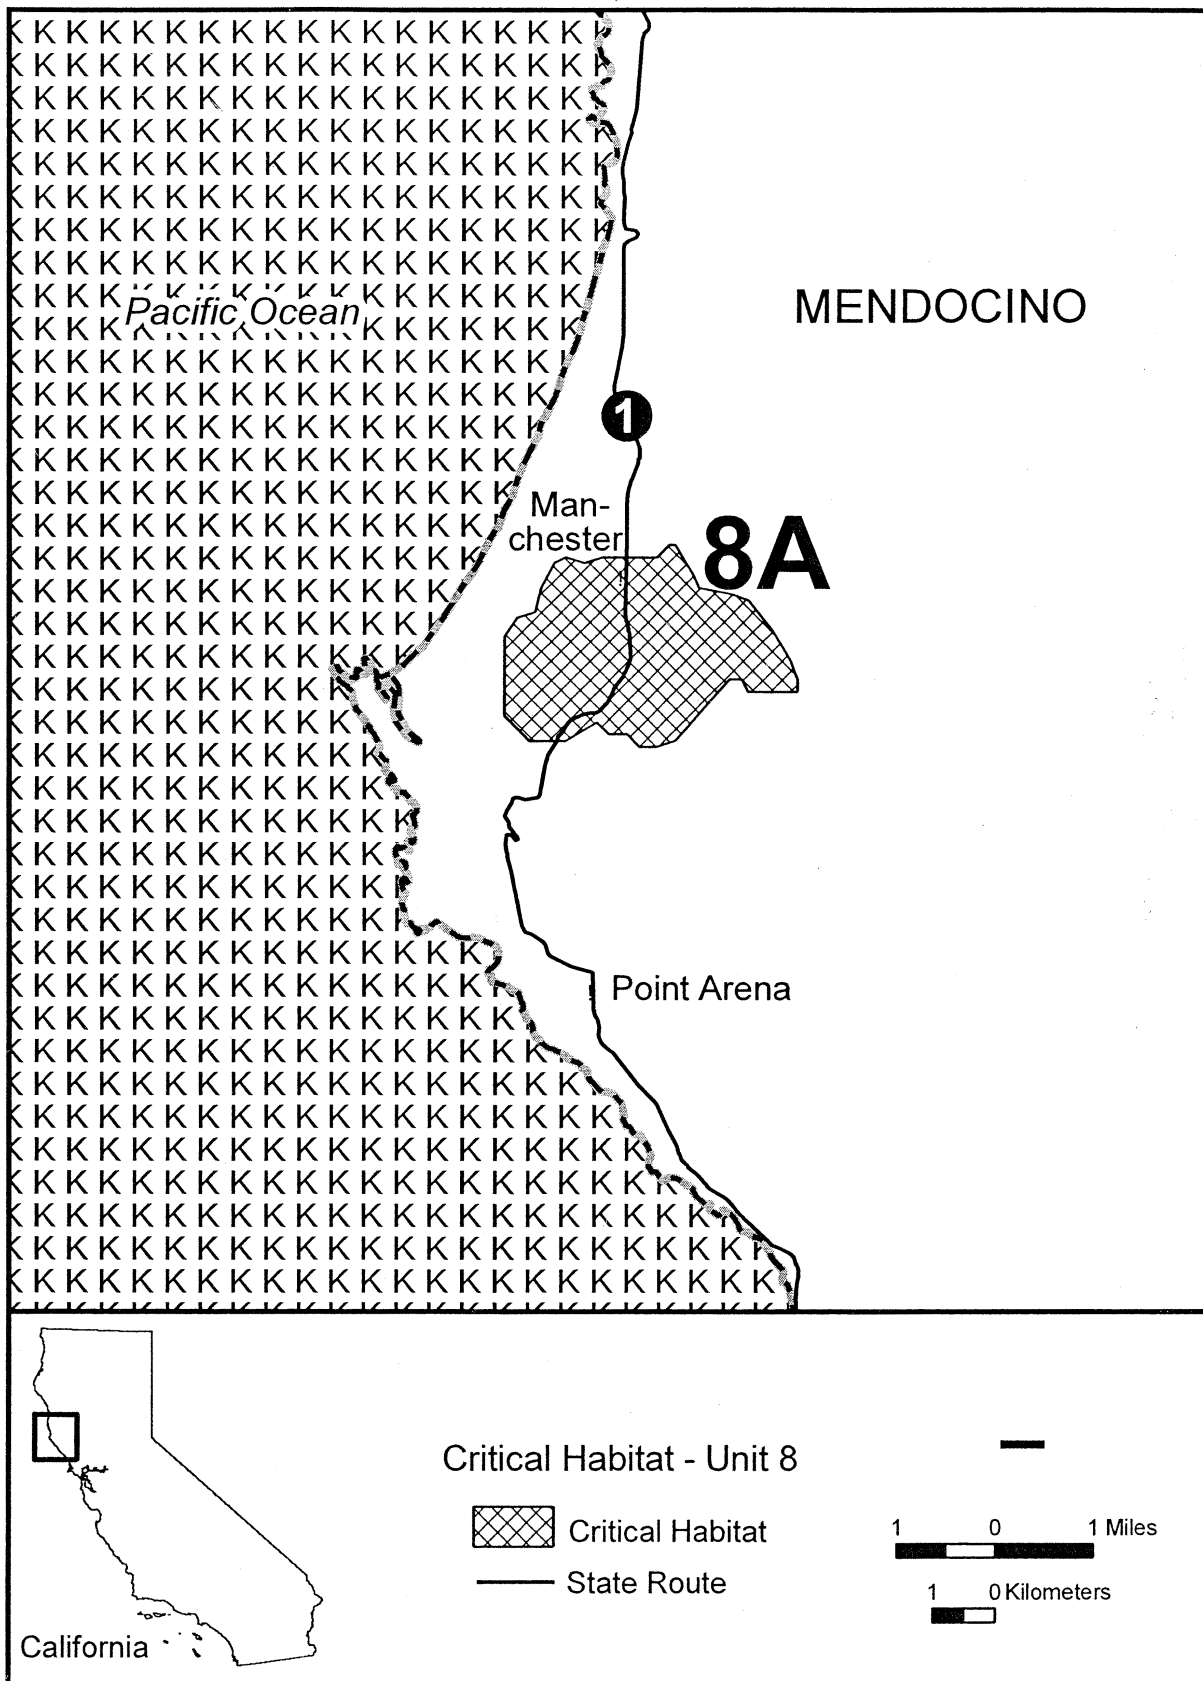 Pacific Ocean
MENDOCINO
1
Man-
chester
8A
Point Arena
Critical Habitat - Unit 8
Critical Habitat
State Route
1 0 1 Miles
1 0 Kilometers
California